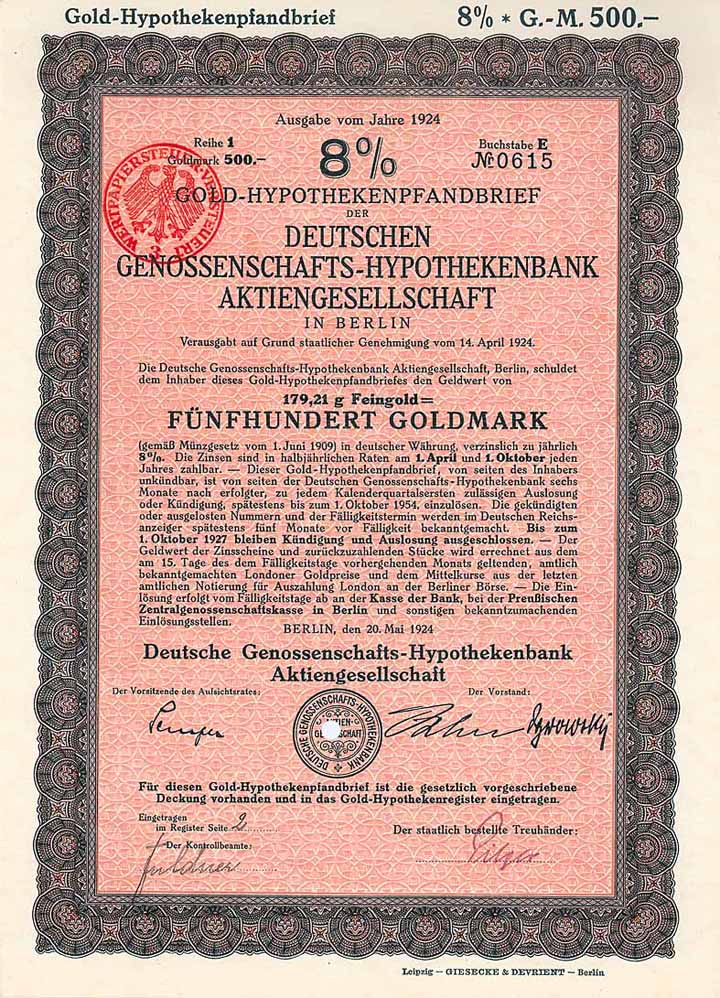 Gold-Hypothekenpfandbrief 8% * G.-M. 500.—
Ausgabe vom Jahre 1924
Reihe 1
Goldmark 500.—
8%
Buchstabe E
№ 0615
WERTPAPIERSTEUER VERSTEUERT
3
GOLD-HYPOTHEKENPFANDBRIEF
DER
DEUTSCHEN
GENOSSENSCHAFTS-HYPOTHEKENBANK
AKTIENGESELLSCHAFT
IN BERLIN
Verausgabt auf Grund staatlicher Genehmigung vom 14. April 1924.
Die Deutsche Genossenschafts-Hypothekenbank Aktiengesellschaft, Berlin, schuldet
dem Inhaber dieses Gold-Hypothekenpfandbriefes den Geldwert von
179,21 g Feingold=
FÜNFHUNDERT GOLDMARK
(gemäß Münzgesetz vom 1. Juni 1909) in deutscher Währung, verzinslich zu jährlich
8%. Die Zinsen sind in halbjährlichen Raten am 1. April und 1. Oktober jeden
Jahres zahlbar. — Dieser Gold-Hypothekenpfandbrief, von seiten des Inhabers
unkündbar, ist von seiten der Deutschen Genossenschafts-Hypothekenbank sechs
Monate nach erfolgter, zu jedem Kalenderquartalsersten zulässigen Auslosung
oder Kündigung, spätestens bis zum 1. Oktober 1954, einzulösen. Die gekündigten
oder ausgelosten Nummern und der Fälligkeitstermin werden im Deutschen Reichs-
anzeiger spätestens fünf Monate vor Fälligkeit bekanntgemacht. Bis zum
1. Oktober 1927 bleiben Kündigung und Auslosung ausgeschlossen. — Der
Geldwert der Zinsscheine und zurückzuzahlenden Stücke wird errechnet aus dem
am 15. Tage des dem Fälligkeitstage vorhergehenden Monats geltenden, amtlich
bekanntgemachten Londoner Goldpreise und dem Mittelkurse aus der letzten
amtlichen Notierung für Auszahlung London an der Berliner Börse. — Die Ein-
lösung erfolgt vom Fälligkeitstage ab an der Kasse der Bank, bei der Preußischen
Zentralgenossenschaftskasse in Berlin und sonstigen bekanntzumachenden
Einlösungsstellen.
BERLIN, den 20. Mai 1924
Deutsche Genossenschafts-Hypothekenbank
Aktiengesellschaft
Der Vorsitzende des Aufsichtsrates:
Der Vorstand:
DEUTSCHE GENOSSENSCHAFTS-HYPOTHEKENBANK
AKTIEN-
GESELLSCHAFT
Für diesen Gold-Hypothekenpfandbrief ist die gesetzlich vorgeschriebene
Deckung vorhanden und in das Gold-Hypothekenregister eingetragen.
Eingetragen
im Register Seite 2
Der Kontrollbeamte:
Der staatlich bestellte Treuhänder:
Leipzig — GIESECKE & DEVRIENT — Berlin